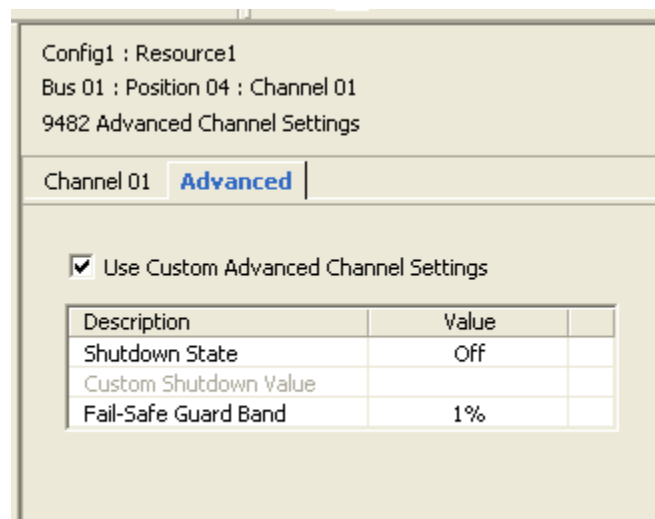 Config1 : Resource1
Bus 01 : Position 04 : Channel 01
9482 Advanced Channel Settings
Channel 01 Advanced
Use Custom Advanced Channel Settings
Description Value
Shutdown State Off
Custom Shutdown Value
Fail-Safe Guard Band 1%